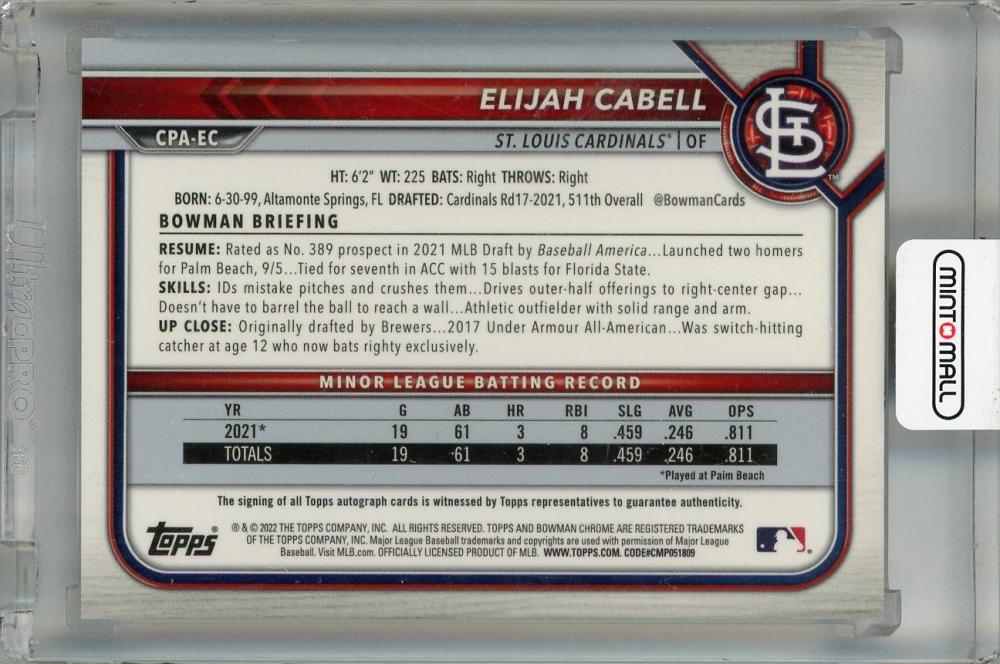 ELIJAH CABELL
CPA-EC
ST. LOUIS CARDINALS® | OF
STL
™
HT: 6'2" WT: 225 BATS: Right THROWS: Right
BORN: 6-30-99, Altamonte Springs, FL DRAFTED: Cardinals Rd17-2021, 511th Overall @BowmanCards
BOWMAN BRIEFING
RESUME: Rated as No. 389 prospect in 2021 MLB Draft by Baseball America...Launched two homers
for Palm Beach, 9/5...Tied for seventh in ACC with 15 blasts for Florida State.
SKILLS: IDs mistake pitches and crushes them...Drives outer-half offerings to right-center gap...
Doesn't have to barrel the ball to reach a wall...Athletic outfielder with solid range and arm.
UP CLOSE: Originally drafted by Brewers...2017 Under Armour All-American...Was switch-hitting
catcher at age 12 who now bats righty exclusively.
MINOR LEAGUE BATTING RECORD
YR G AB HR RBI SLG AVG OPS
2021* 19 61 3 8 .459 .246 .811
TOTALS 19 61 3 8 .459 .246 .811
*Played at Palm Beach
The signing of all Topps autograph cards is witnessed by Topps representatives to guarantee authenticity.
Topps®
® & © 2022 THE TOPPS COMPANY, INC. ALL RIGHTS RESERVED. TOPPS AND BOWMAN CHROME ARE REGISTERED TRADEMARKS
OF THE TOPPS COMPANY, INC. Major League Baseball trademarks and copyrights are used with permission of Major League
Baseball. Visit MLB.com. OFFICIALLY LICENSED PRODUCT OF MLB. WWW.TOPPS.COM. CODE#CMP051809
MINTOMALL
Ultra·PRO®